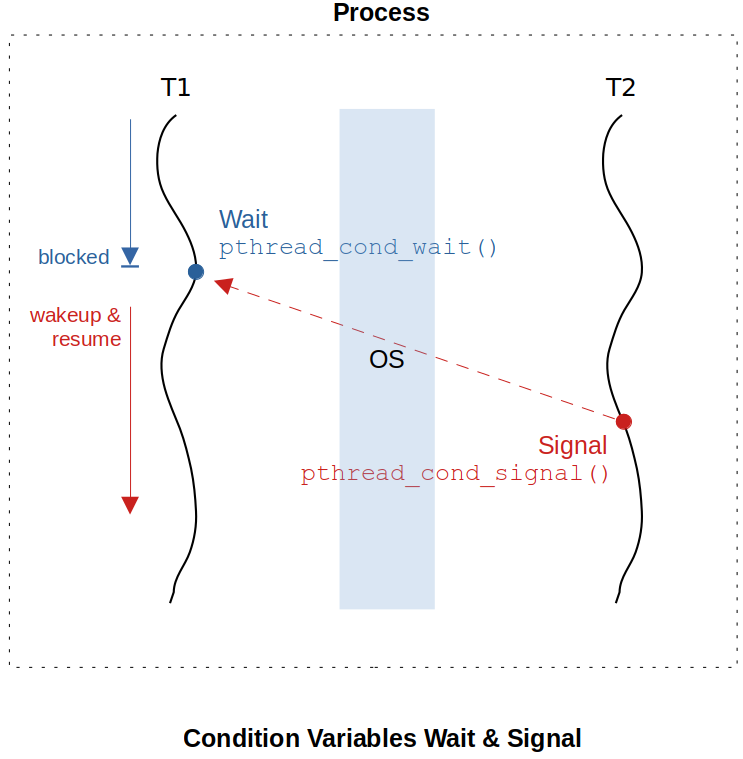 Process
T1
T2
Wait
pthread_cond_wait()
blocked
wakeup &
resume
OS
Signal
pthread_cond_signal()
Condition Variables Wait & Signal